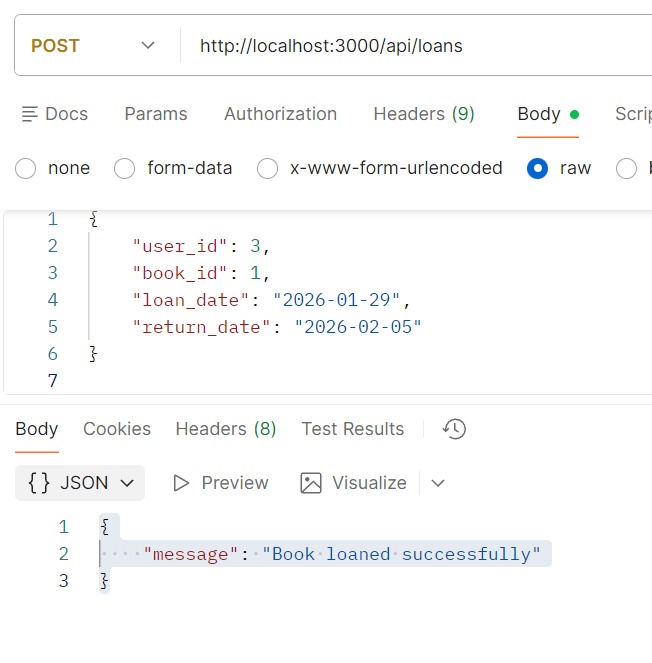 POST http://localhost:3000/api/loans
Docs Params Authorization Headers (9) Body
none form-data x-www-form-urlencoded raw
1 {
2 "user_id": 3,
3 "book_id": 1,
4 "loan_date": "2026-01-29",
5 "return_date": "2026-02-05"
6 }
7
Body Cookies Headers (8) Test Results
{} JSON Preview Visualize
1 {
2 "message": "Book loaned successfully"
3 }